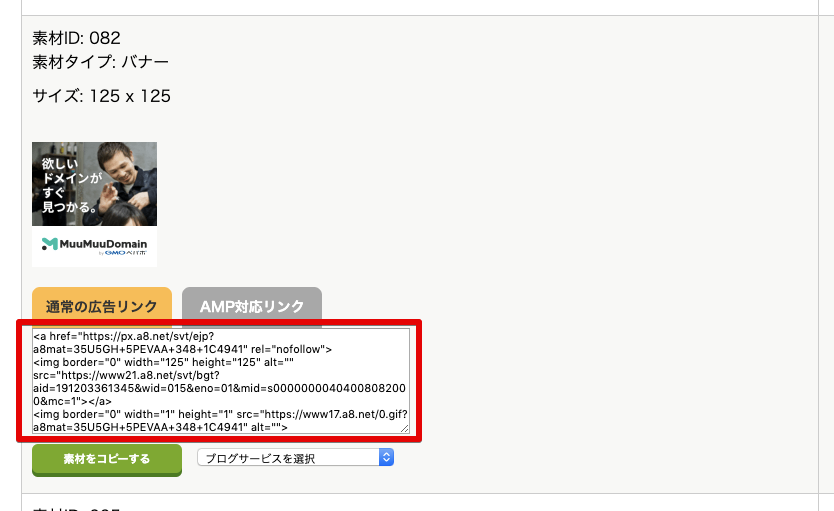 素材ID: 082
素材タイプ: バナー
サイズ: 125 x 125
欲しい
ドメインが
すぐ
見つかる。
MuuMuuDomain
by GMOペパボ
通常の広告リンク
AMP対応リンク
<a href="https://px.a8.net/svt/ejp?
a8mat=35U5GH+5PEVAA+348+1C4941" rel="nofollow">
<img border="0" width="125" height="125" alt=""
src="https://www21.a8.net/svt/bgt?
aid=191203361345&wid=015&eno=01&mid=s0000000040400808200
0&mc=1"></a>
<img border="0" width="1" height="1" src="https://www17.a8.net/0.gif?
a8mat=35U5GH+5PEVAA+348+1C4941" alt="">
素材をコピーする
ブログサービスを選択